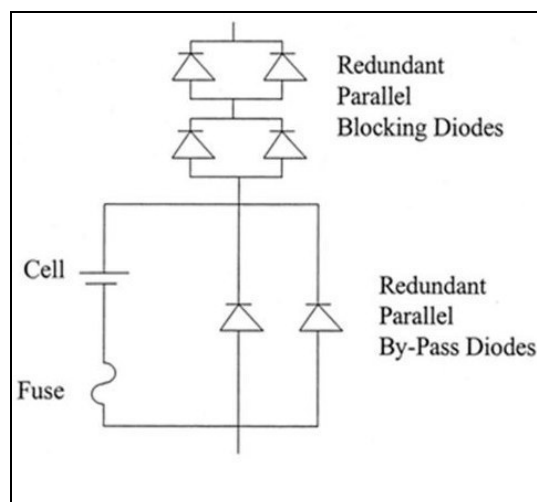 Redundant
Parallel
Blocking Diodes
Cell
Redundant
Parallel
By-Pass Diodes
Fuse